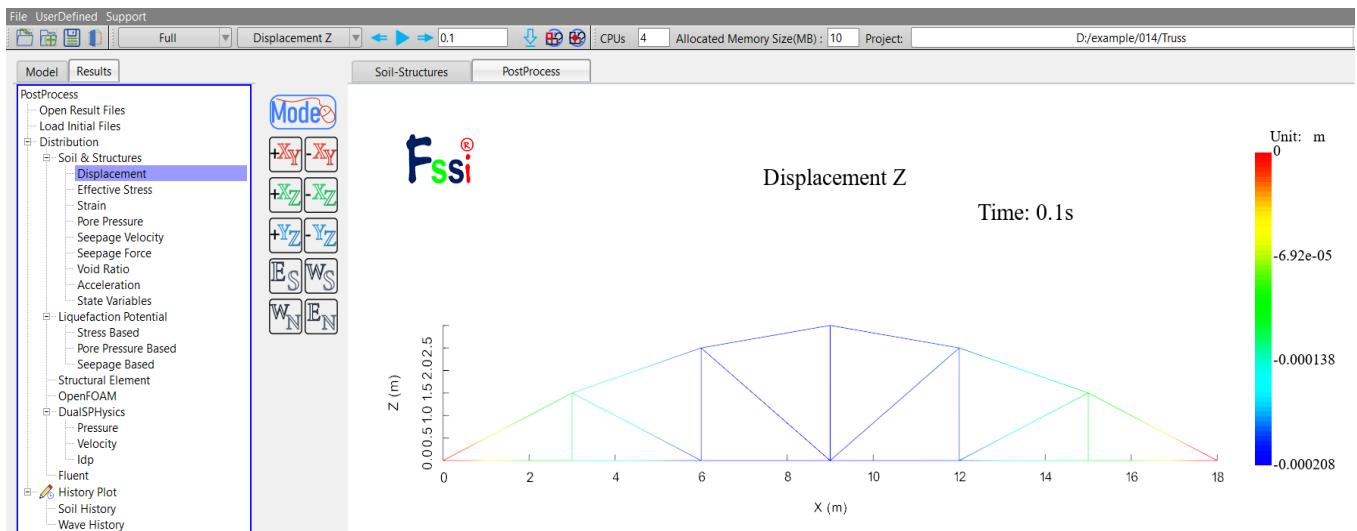 File UserDefined Support
Full Displacement Z 0.1 CPUs 4 Allocated Memory Size(MB) : 10 Project: D:/example/014/Truss
Model Results
Soil-Structures PostProcess
PostProcess
Open Result Files
Load Initial Files
Distribution
Soil & Structures
Displacement
Effective Stress
Strain
Pore Pressure
Seepage Velocity
Seepage Force
Void Ratio
Acceleration
State Variables
Liquefaction Potential
Stress Based
Pore Pressure Based
Seepage Based
Structural Element
OpenFOAM
DualSPHysics
Pressure
Velocity
Idp
Fluent
History Plot
Soil History
Wave History
Mode
+XY -XY
+XZ -XZ
+YZ -YZ
ES WS
WN EN
Fssi®
Displacement Z
Time: 0.1s
Unit: m
0
-6.92e-05
-0.000138
-0.000208
Z (m)
0.0 0.5 1.0 1.5 2.0 2.5
0 2 4 6 8 10 12 14 16 18
X (m)